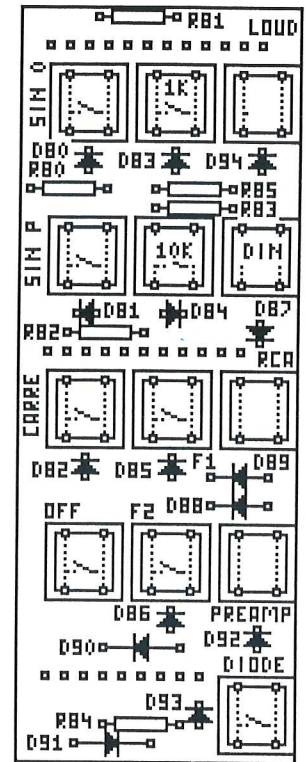 R81 LOUD
SIN O
1K
D80 D83 D94
R80 R85
R83
SIN P
10K DIN
D81 D84 D87
R82
RCA
CARRE
D82 D85 F1 D89
D88
OFF F2
D86 PREAMP
D90 D92
DIODE
D93
R84
D91